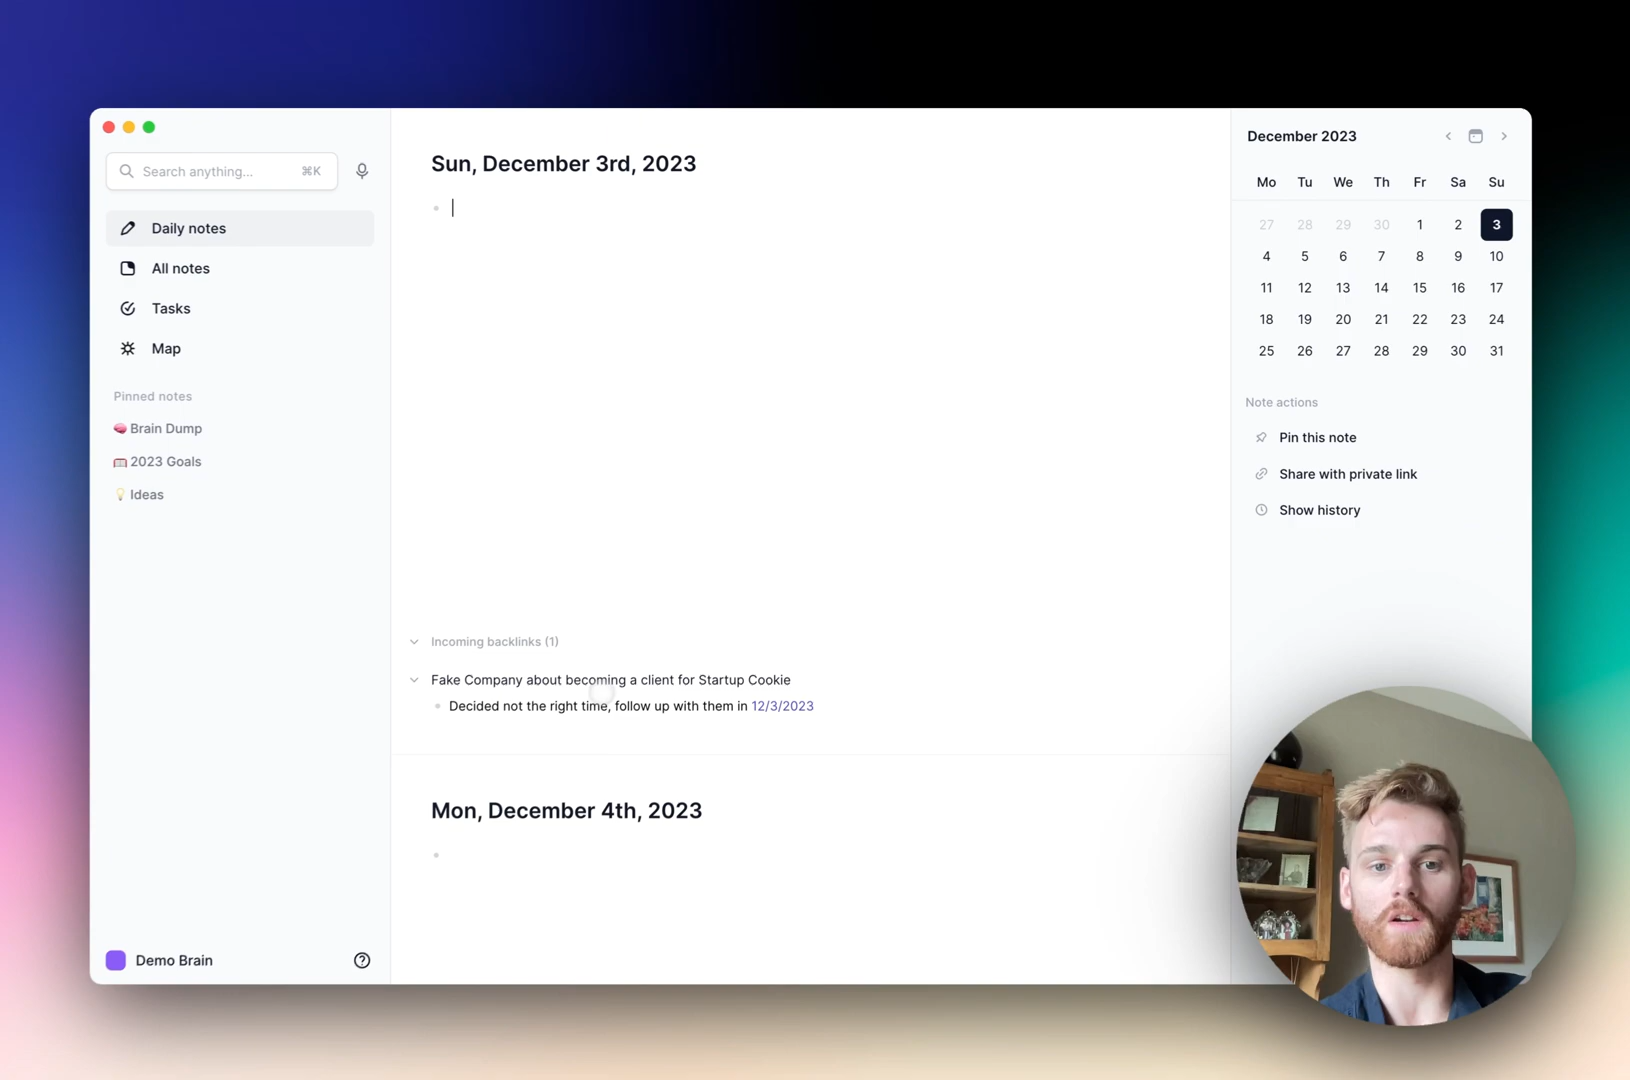 Search anything... ⌘K
Daily notes
All notes
Tasks
Map
Pinned notes
Brain Dump
2023 Goals
Ideas
Demo Brain
Sun, December 3rd, 2023
Incoming backlinks (1)
Fake Company about becoming a client for Startup Cookie
Decided not the right time, follow up with them in 12/3/2023
Mon, December 4th, 2023
December 2023
Mo Tu We Th Fr Sa Su
27 28 29 30 1 2 3
4 5 6 7 8 9 10
11 12 13 14 15 16 17
18 19 20 21 22 23 24
25 26 27 28 29 30 31
Note actions
Pin this note
Share with private link
Show history